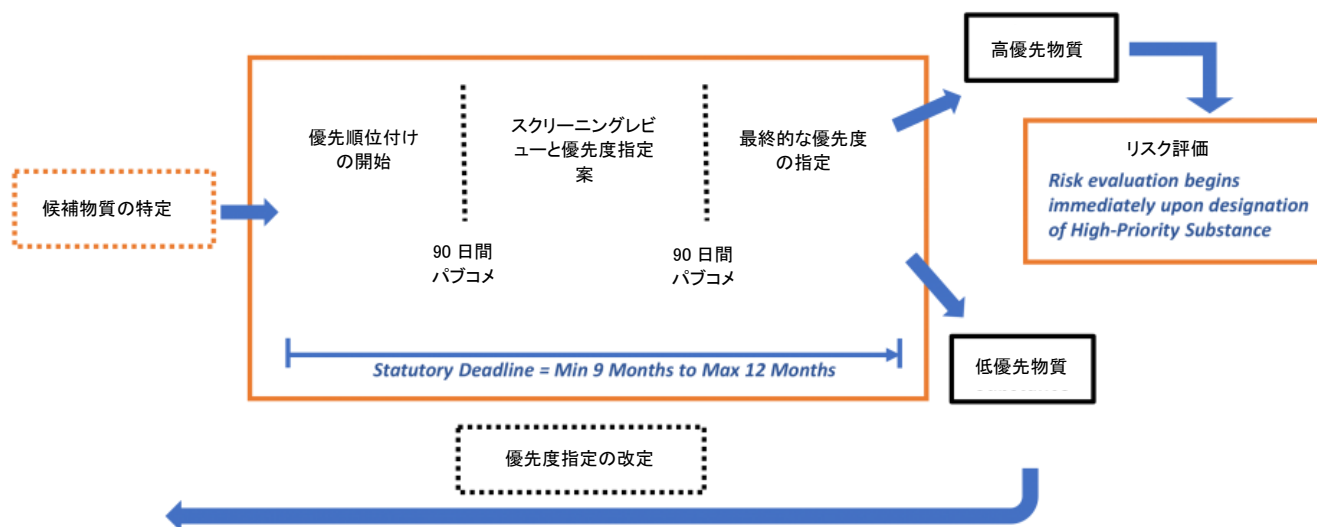 高優先物質
優先順位付け
の開始
スクリーニングレビ
ューと優先度指定
案
最終的な優先度
の指定
リスク評価
Risk evaluation begins
immediately upon designation
of High-Priority Substance
候補物質の特定
90 日間
パブコメ
90 日間
パブコメ
Statutory Deadline = Min 9 Months to Max 12 Months
低優先物質
優先度指定の改定